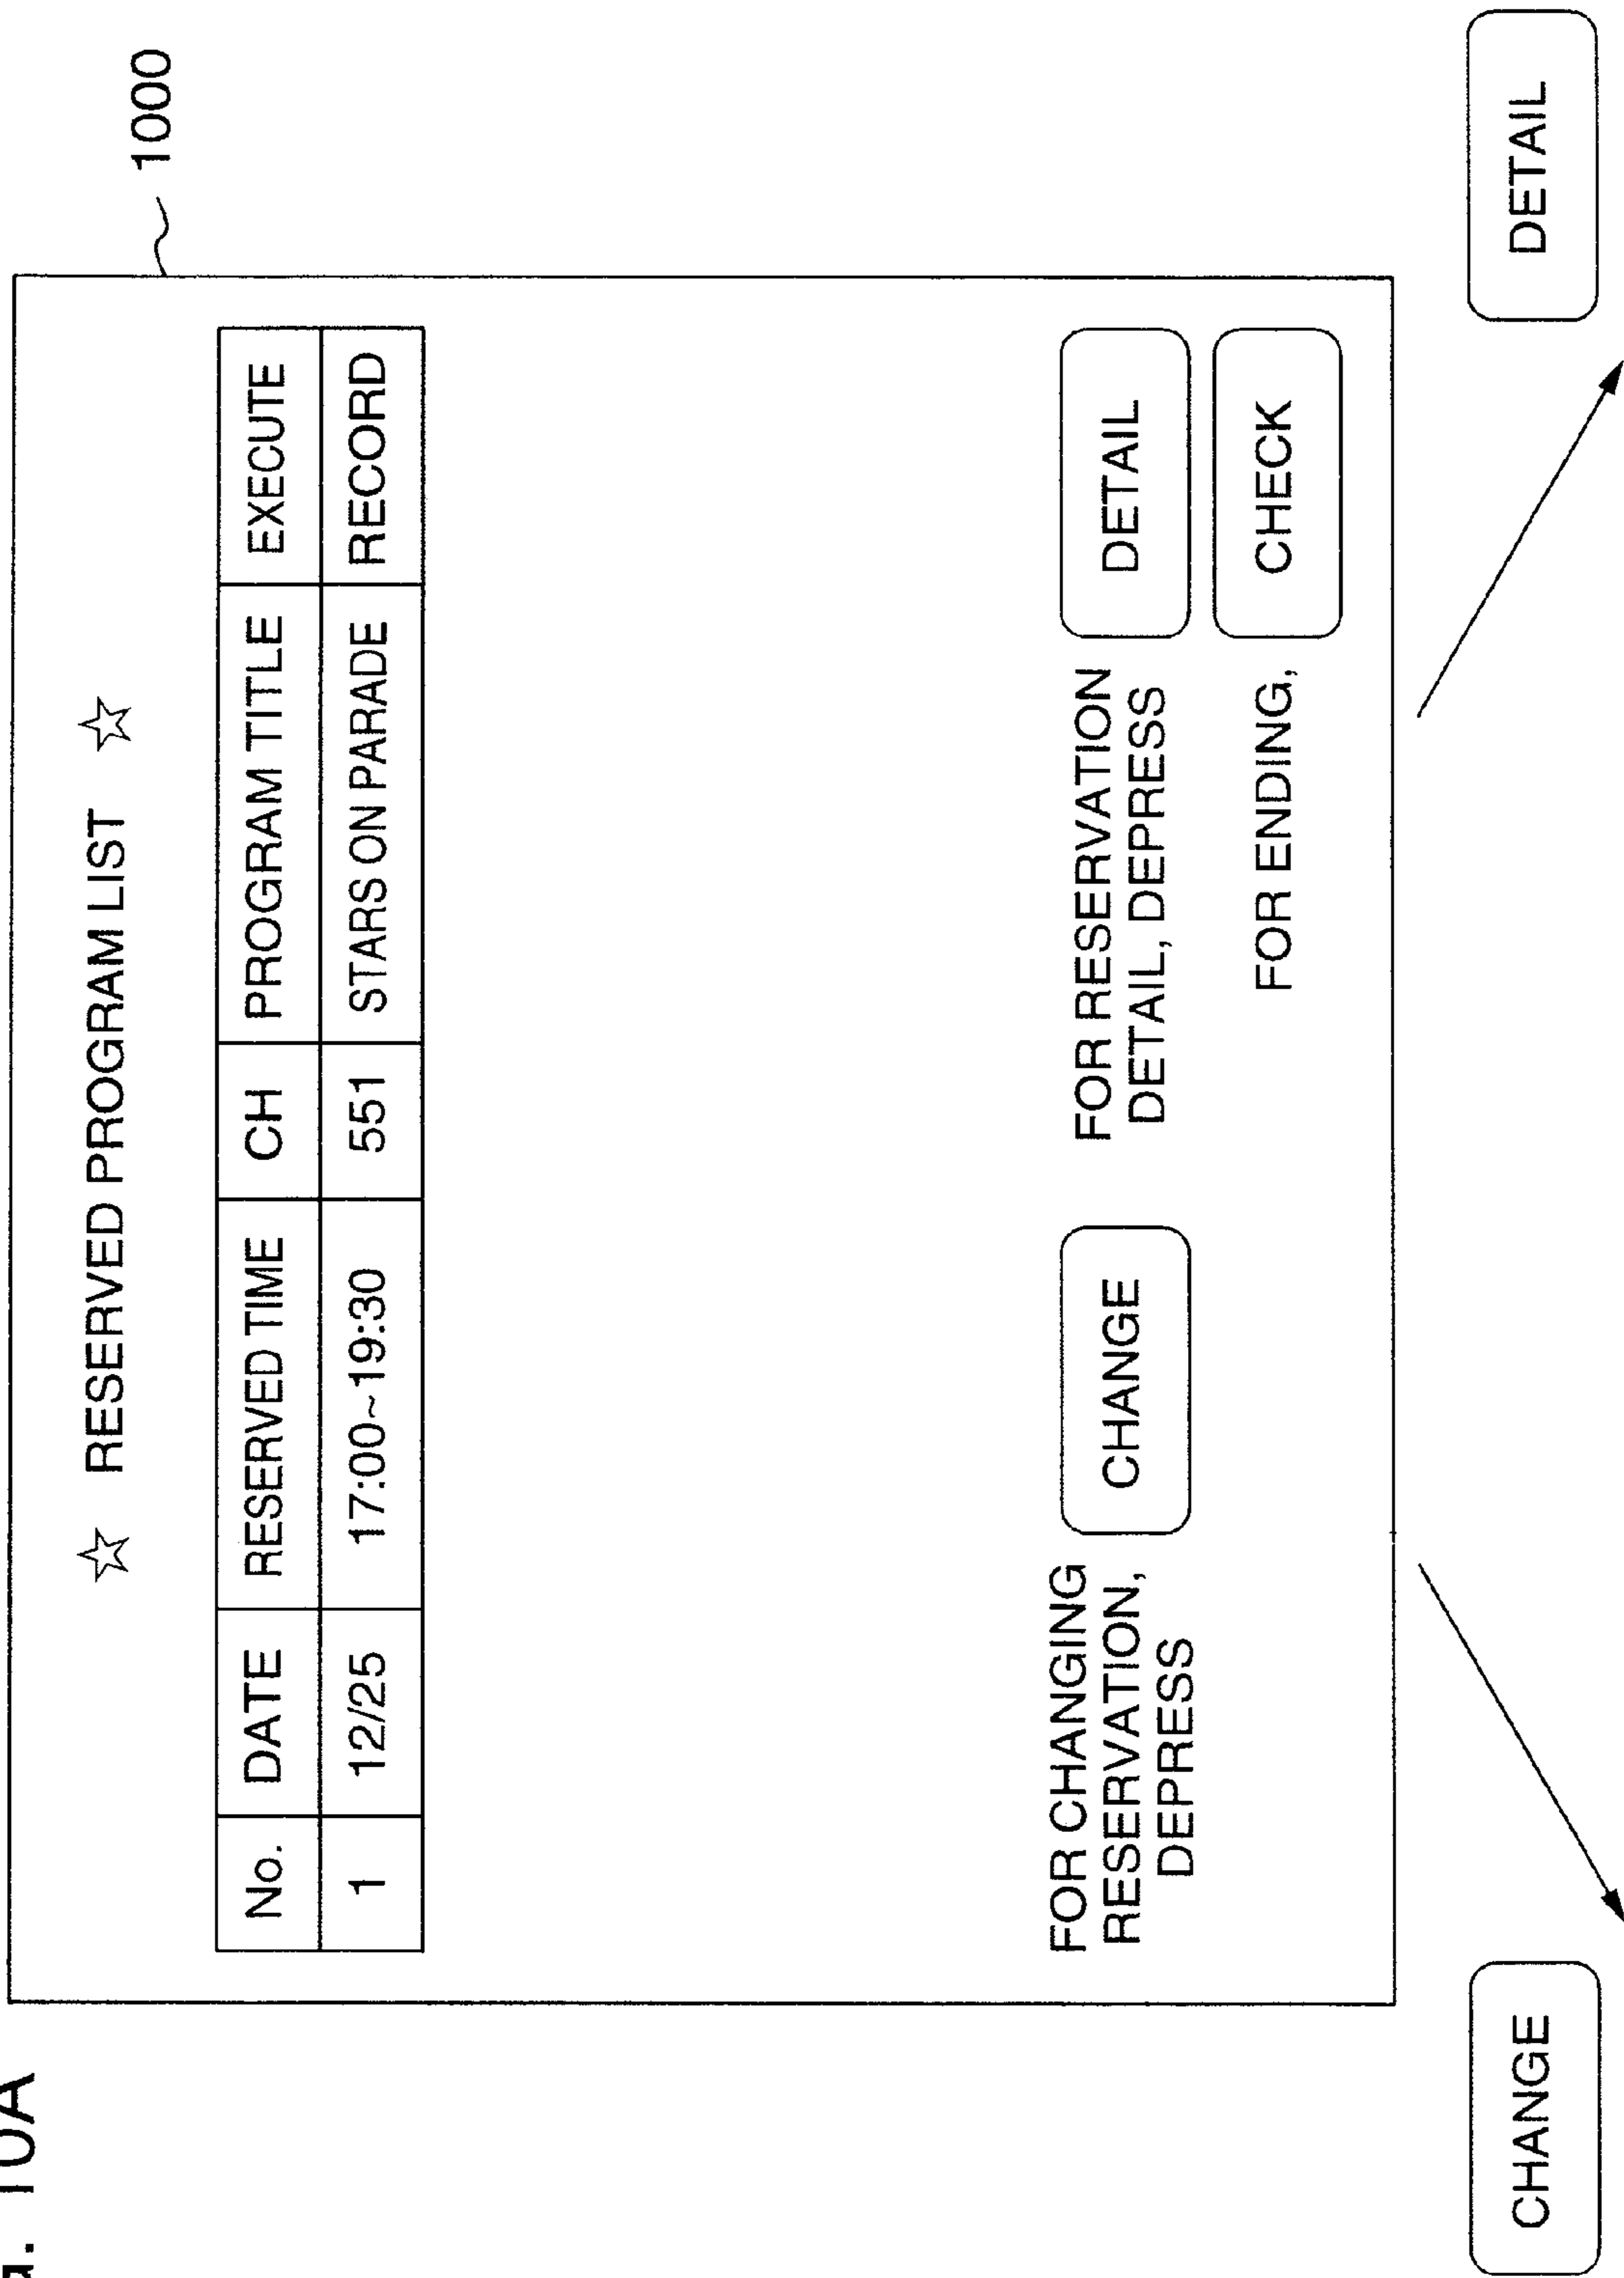 10A
1000
☆ RESERVED PROGRAM LIST ☆
No. DATE RESERVED TIME CH PROGRAM TITLE EXECUTE
1 12/25 17:00~19:30 551 STARS ON PARADE RECORD
FOR CHANGING
RESERVATION,
DEPRESS
CHANGE
FOR RESERVATION
DETAIL, DEPRESS
DETAIL
FOR ENDING,
CHECK
CHANGE
DETAIL